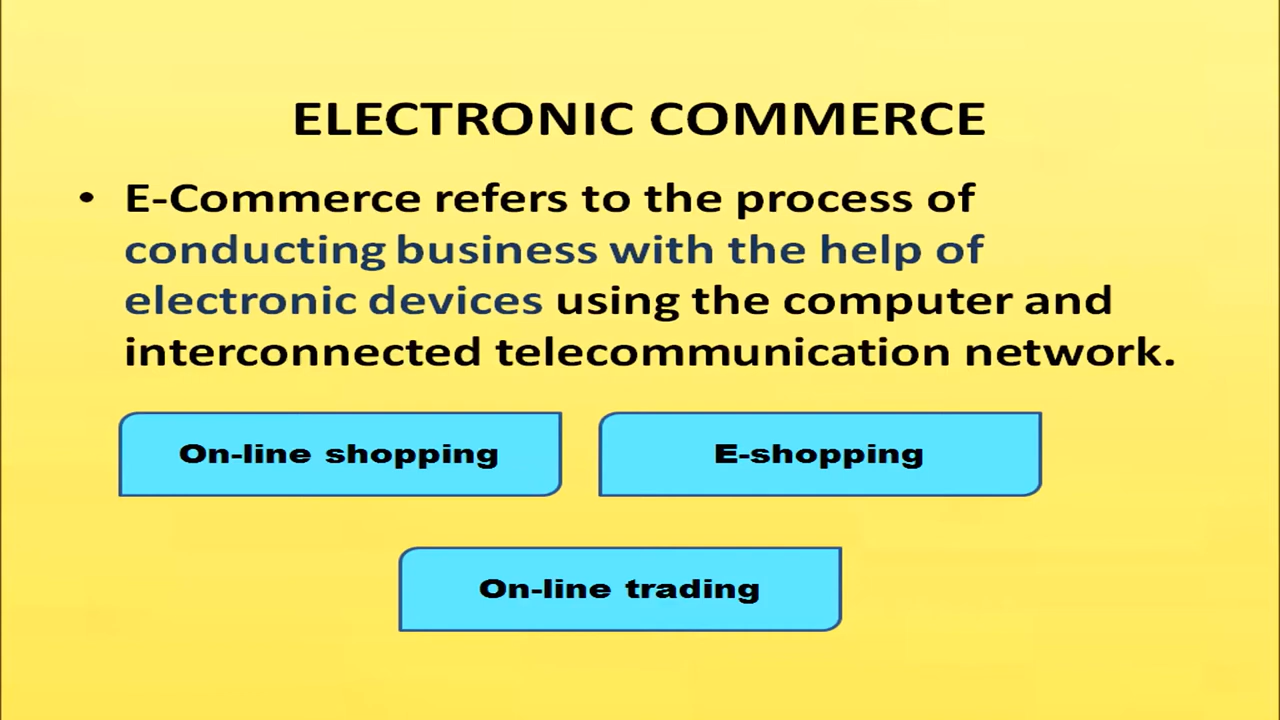 ELECTRONIC COMMERCE
• E-Commerce refers to the process of
conducting business with the help of
electronic devices using the computer and
interconnected telecommunication network.
On-line shopping
E-shopping
On-line trading